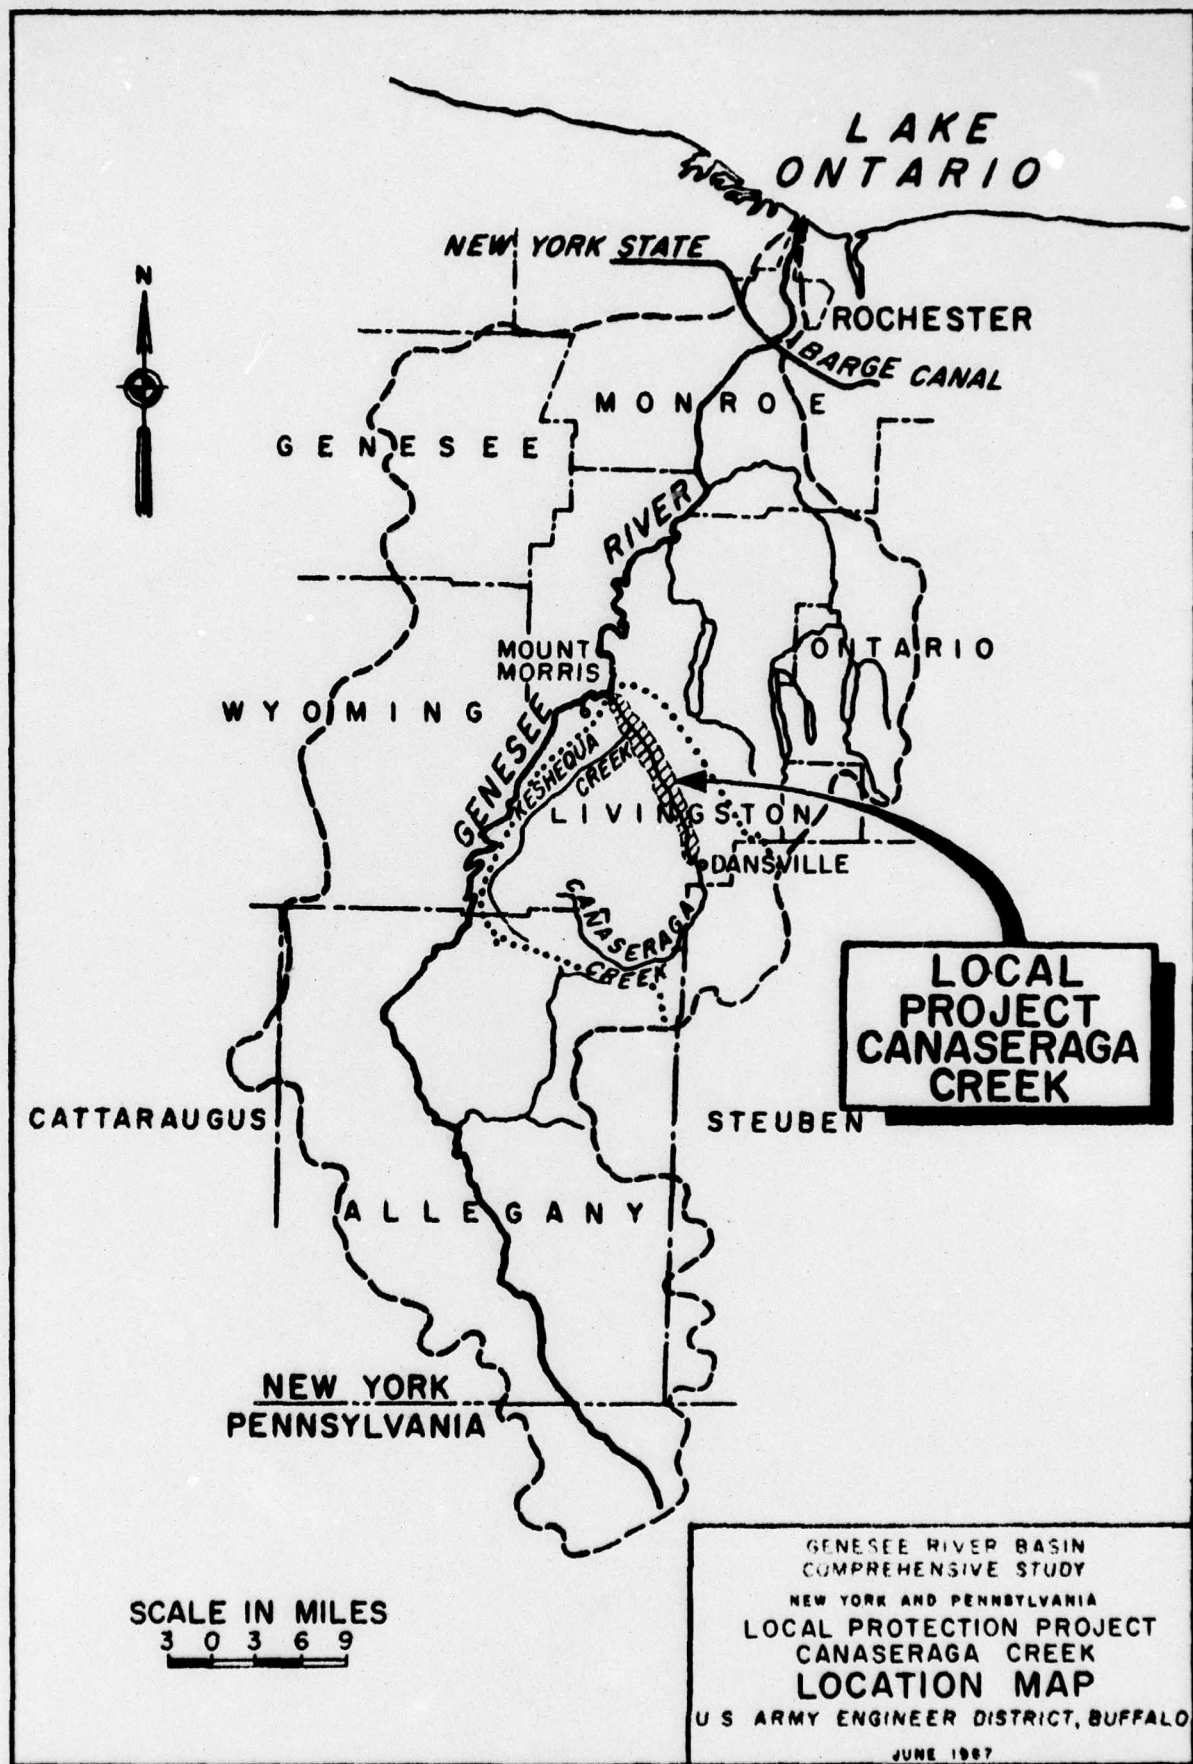 LAKE
ONTARIO
NEW YORK STATE
N
ROCHESTER
BARGE CANAL
MONROE
GENESEE
RIVER
MOUNT
MORRIS
ONTARIO
WYOMING
GENESEE
KESHEQUA
CREEK
LIVINGSTON
DANSVILLE
CANASERAGA
CREEK
LOCAL
PROJECT
CANASERAGA
CREEK
CATTARAUGUS
STEUBEN
ALLEGANY
NEW YORK
PENNSYLVANIA
SCALE IN MILES
3 0 3 6 9
GENESEE RIVER BASIN
COMPREHENSIVE STUDY
NEW YORK AND PENNSYLVANIA
LOCAL PROTECTION PROJECT
CANASERAGA CREEK
LOCATION MAP
U S ARMY ENGINEER DISTRICT, BUFFALO
JUNE 1967